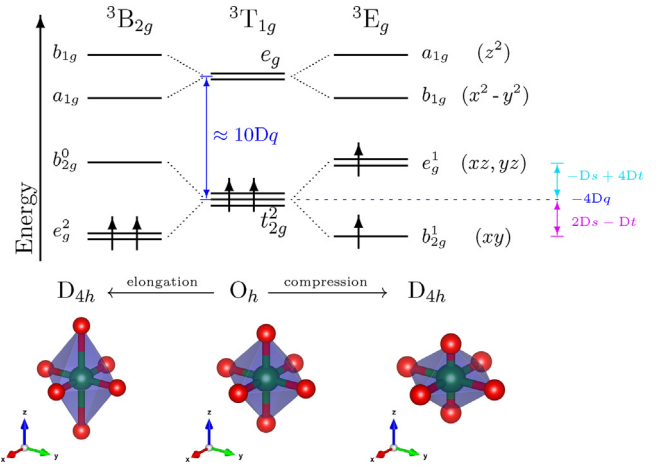 ³B₂g ³T₁g ³Eg
b₁g eg a₁g (z²)
a₁g b₁g (x² - y²)
≈ 10Dq
b⁰₂g e¹g (xz, yz) −Ds + 4Dt
−4Dq
t²₂g 2Ds − Dt
e²g b¹₂g (xy)
Energy
D₄h elongation Oh compression D₄h
z z z
x y x y x y